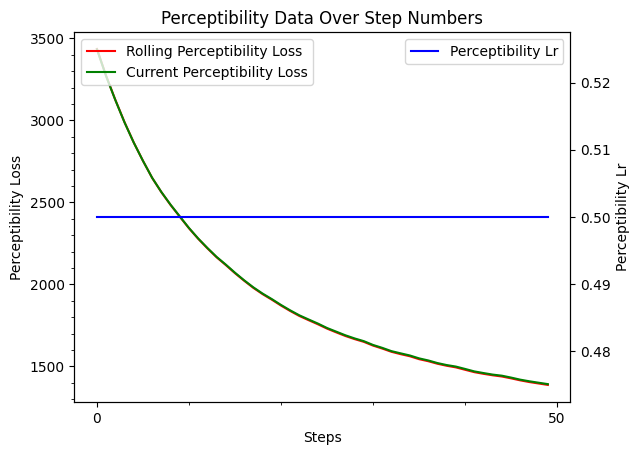 Perceptibility Data Over Step Numbers
Rolling Perceptibility Loss
Current Perceptibility Loss
Perceptibility Lr
3500
3000
2500
2000
1500
Perceptibility Loss
0.52
0.51
0.50
0.49
0.48
Perceptibility Lr
0
50
Steps